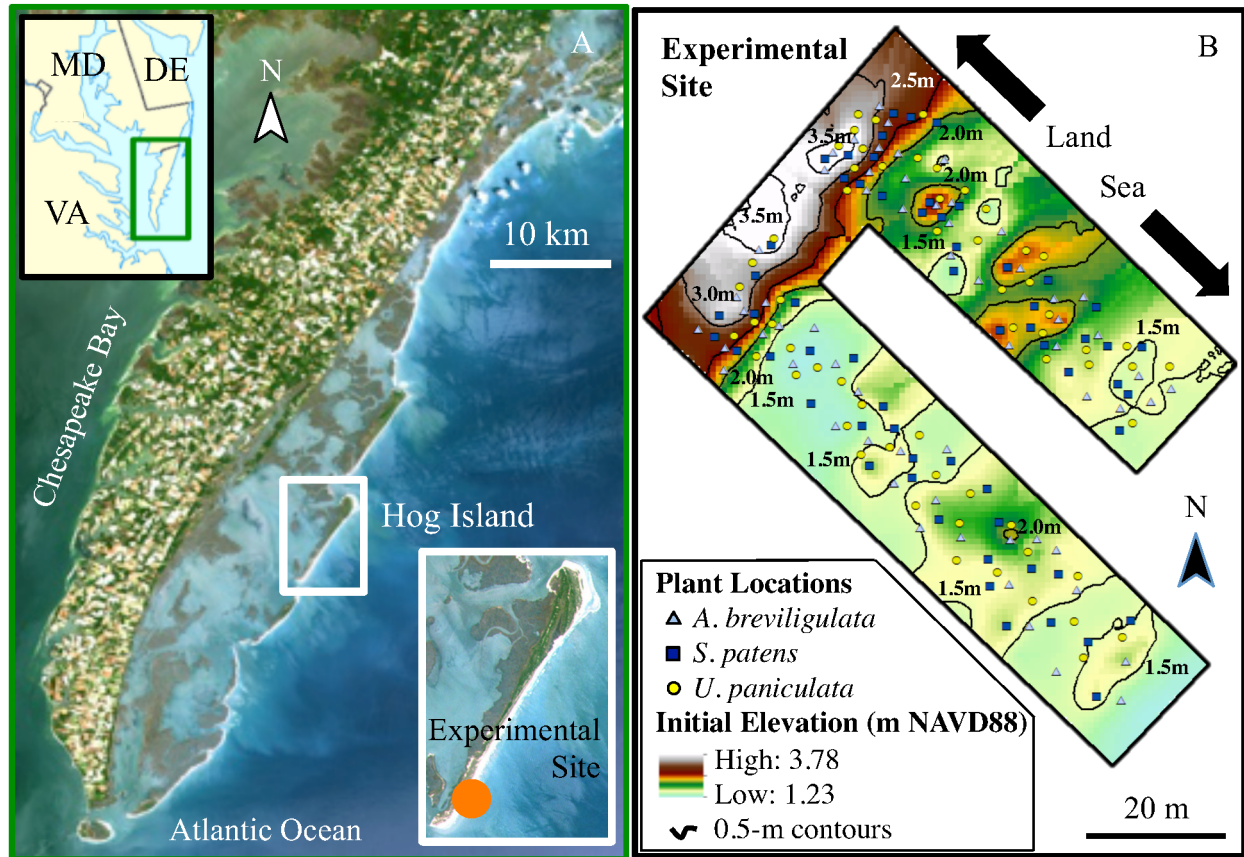 MD
DE
VA
A
N
10 km
Chesapeake Bay
Hog Island
Experimental
Site
Atlantic Ocean
Experimental
Site
B
2.5m
Land
Sea
3.5m
2.0m
2.0m
3.5m
1.5m
3.0m
1.5m
2.0m
1.5m
1.5m
2.0m
1.5m
1.5m
N
Plant Locations
A. breviligulata
S. patens
U. paniculata
Initial Elevation (m NAVD88)
High: 3.78
Low: 1.23
0.5-m contours
20 m